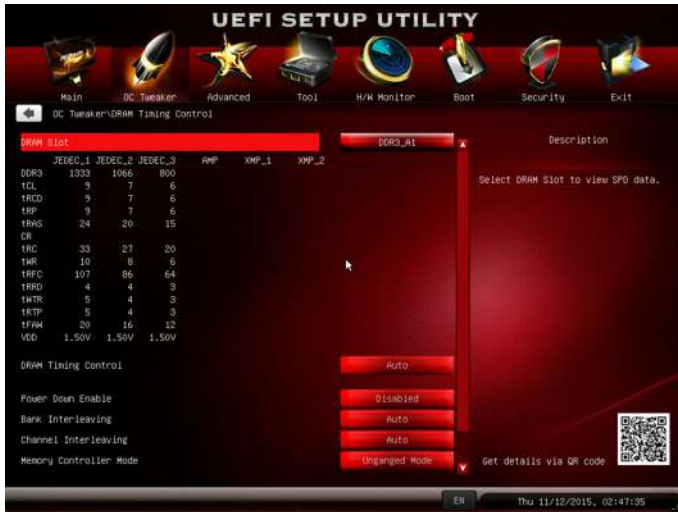 UEFI SETUP UTILITY
Main OC Tweaker Advanced Tool H/W Monitor Boot Security Exit
OC Tweaker\DRAM Timing Control
DRAM Slot DDR3_A1
Description
Select DRAM Slot to view SPD data.
JEDEC_1 JEDEC_2 JEDEC_3 AMP XMP_1 XMP_2
DDR3 1333 1066 800
tCL 9 7 6
tRCD 9 7 6
tRP 9 7 6
tRAS 24 20 15
CR
tRC 33 27 20
tWR 10 8 6
tRFC 107 86 64
tRRD 4 4 3
tWTR 5 4 3
tRTP 5 4 3
tFAW 20 16 12
VDD 1.50V 1.50V 1.50V
DRAM Timing Control Auto
Power Down Enable Disabled
Bank Interleaving Auto
Channel Interleaving Auto
Memory Controller Mode Unganged Mode
Get details via QR code
EN Thu 11/12/2015, 02:47:35